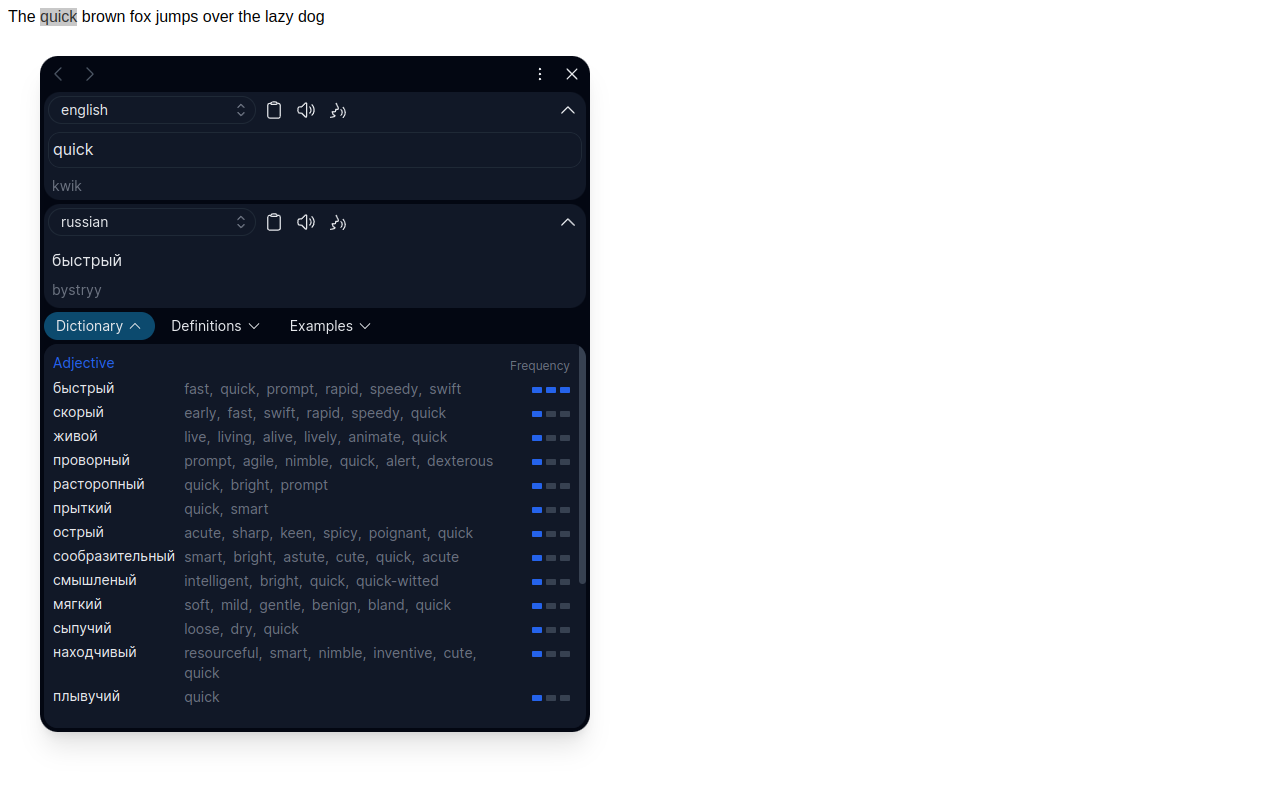 The quick brown fox jumps over the lazy dog
english
quick
kwik
russian
быстрый
bystryy
Dictionary Definitions Examples
Adjective Frequency
быстрый fast, quick, prompt, rapid, speedy, swift
скорый early, fast, swift, rapid, speedy, quick
живой live, living, alive, lively, animate, quick
проворный prompt, agile, nimble, quick, alert, dexterous
расторопный quick, bright, prompt
прыткий quick, smart
острый acute, sharp, keen, spicy, poignant, quick
сообразительный smart, bright, astute, cute, quick, acute
смышленый intelligent, bright, quick, quick-witted
мягкий soft, mild, gentle, benign, bland, quick
сыпучий loose, dry, quick
находчивый resourceful, smart, nimble, inventive, cute,
quick
плывучий quick